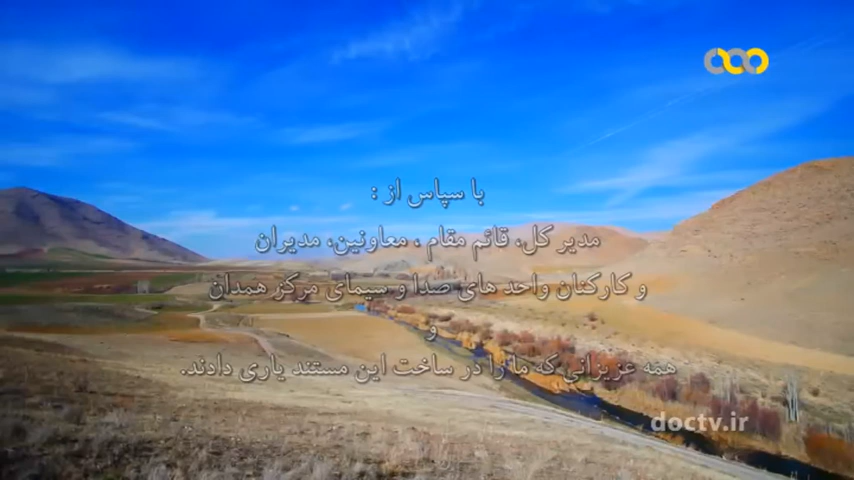 با سپاس از :
مدیر کل، قائم مقام ، معاونین، مدیران
و کارکنان واحد های صدا و سیمای مرکز همدان
و
همه عزیزانی که ما را در ساخت این مستند یاری دادند.
doctv.ir